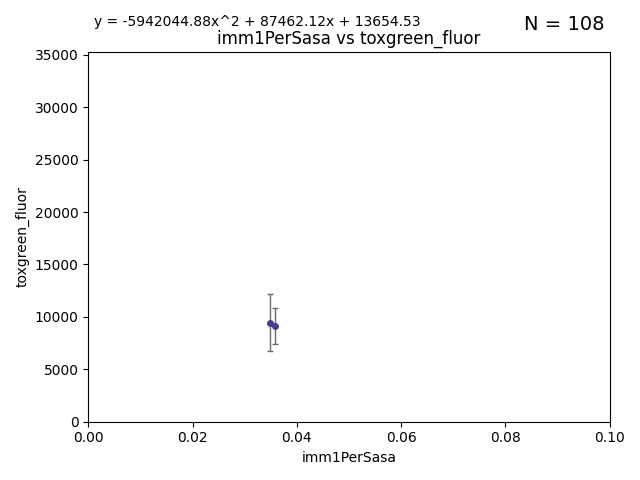 y = -5942044.88x^2 + 87462.12x + 13654.53
N = 108
imm1PerSasa vs toxgreen_fluor
35000
30000
25000
20000
15000
10000
5000
0
toxgreen_fluor
0.00 0.02 0.04 0.06 0.08 0.10
imm1PerSasa